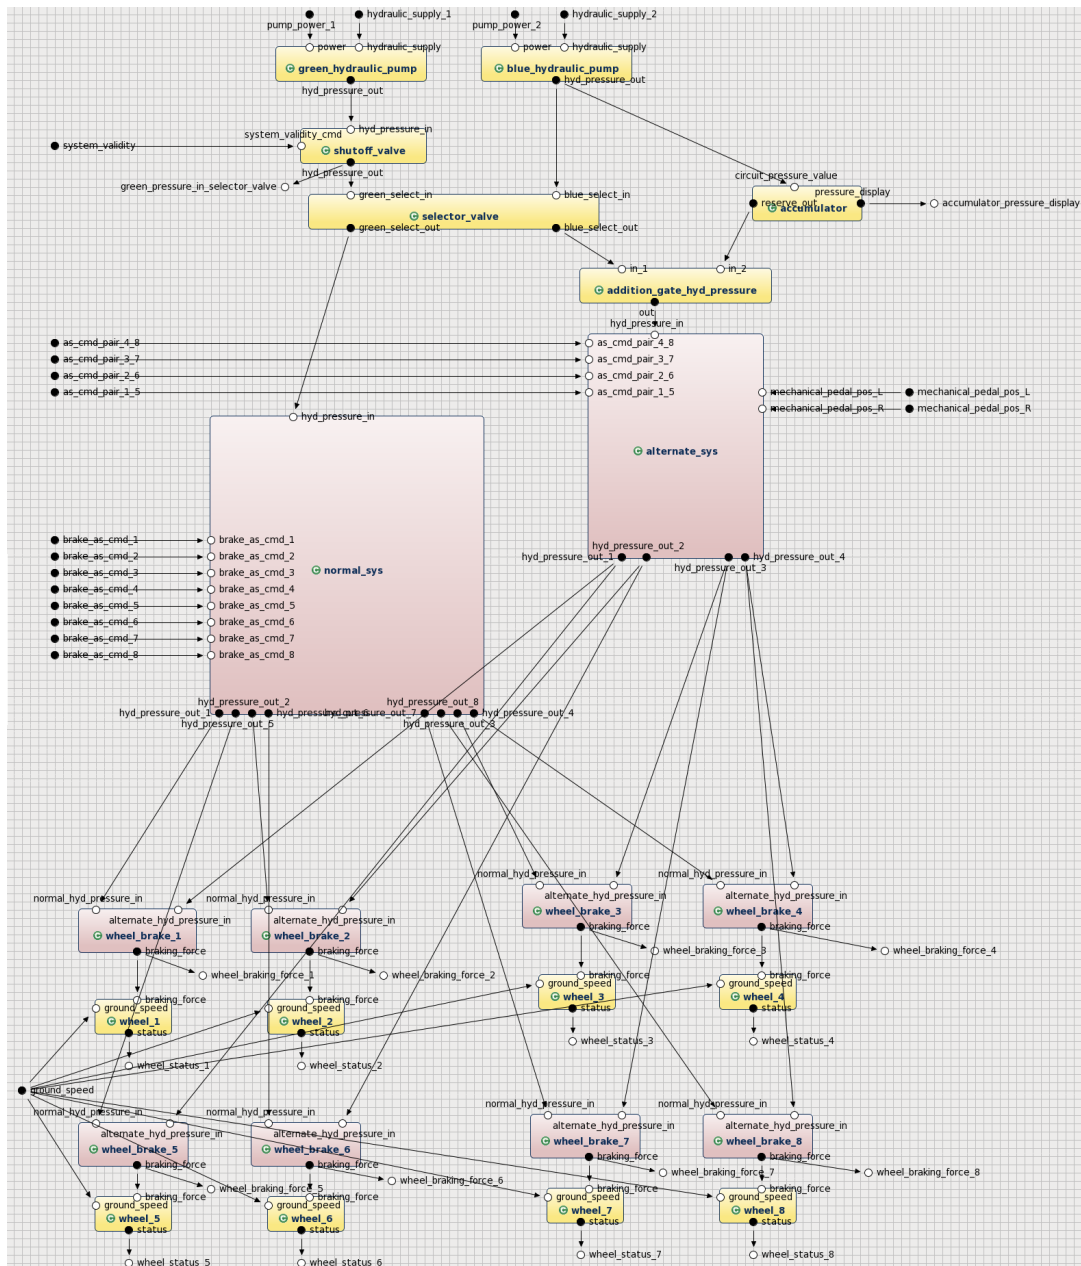 hydraulic_supply_1
hydraulic_supply_2
pump_power_1
pump_power_2
power
hydraulic_supply
power
hydraulic_supply
green_hydraulic_pump
blue_hydraulic_pump
hyd_pressure_out
hyd_pressure_out
hyd_pressure_in
system_validity_cmd
system_validity
shutoff_valve
hyd_pressure_out
circuit_pressure_value
green_pressure_in_selector_valve
pressure_display
green_select_in
blue_select_in
reserve_out
accumulator
accumulator_pressure_display
selector_valve
green_select_out
blue_select_out
in_1
in_2
addition_gate_hyd_pressure
out
hyd_pressure_in
as_cmd_pair_4_8
as_cmd_pair_4_8
as_cmd_pair_3_7
as_cmd_pair_3_7
as_cmd_pair_2_6
as_cmd_pair_2_6
as_cmd_pair_1_5
as_cmd_pair_1_5
mechanical_pedal_pos_L
mechanical_pedal_pos_L
mechanical_pedal_pos_R
mechanical_pedal_pos_R
hyd_pressure_in
alternate_sys
brake_as_cmd_1
brake_as_cmd_1
brake_as_cmd_2
brake_as_cmd_2
brake_as_cmd_3
brake_as_cmd_3
brake_as_cmd_4
brake_as_cmd_4
brake_as_cmd_5
brake_as_cmd_5
brake_as_cmd_6
brake_as_cmd_6
brake_as_cmd_7
brake_as_cmd_7
brake_as_cmd_8
brake_as_cmd_8
normal_sys
hyd_pressure_out_2
hyd_pressure_out_1
hyd_pressure_out_4
hyd_pressure_out_3
hyd_pressure_out_2
hyd_pressure_out_8
hyd_pressure_out_1
hyd_pressure_out_6
hyd_pressure_out_7
hyd_pressure_out_4
hyd_pressure_out_5
hyd_pressure_out_3
normal_hyd_pressure_in
normal_hyd_pressure_in
alternate_hyd_pressure_in
alternate_hyd_pressure_in
wheel_brake_3
wheel_brake_4
braking_force
braking_force
normal_hyd_pressure_in
normal_hyd_pressure_in
alternate_hyd_pressure_in
alternate_hyd_pressure_in
wheel_brake_1
wheel_brake_2
braking_force
braking_force
wheel_braking_force_3
wheel_braking_force_4
wheel_braking_force_1
wheel_braking_force_2
braking_force
braking_force
ground_speed
ground_speed
wheel_3
wheel_4
status
status
braking_force
braking_force
ground_speed
ground_speed
wheel_1
wheel_2
status
status
wheel_status_3
wheel_status_4
wheel_status_1
wheel_status_2
ground_speed
normal_hyd_pressure_in
normal_hyd_pressure_in
normal_hyd_pressure_in
normal_hyd_pressure_in
alternate_hyd_pressure_in
alternate_hyd_pressure_in
alternate_hyd_pressure_in
alternate_hyd_pressure_in
wheel_brake_5
wheel_brake_6
wheel_brake_7
wheel_brake_8
braking_force
braking_force
braking_force
braking_force
wheel_braking_force_7
wheel_braking_force_8
wheel_braking_force_5
wheel_braking_force_6
braking_force
braking_force
braking_force
braking_force
ground_speed
ground_speed
ground_speed
ground_speed
wheel_5
wheel_6
wheel_7
wheel_8
status
status
status
status
wheel_status_7
wheel_status_8
wheel_status_5
wheel_status_6